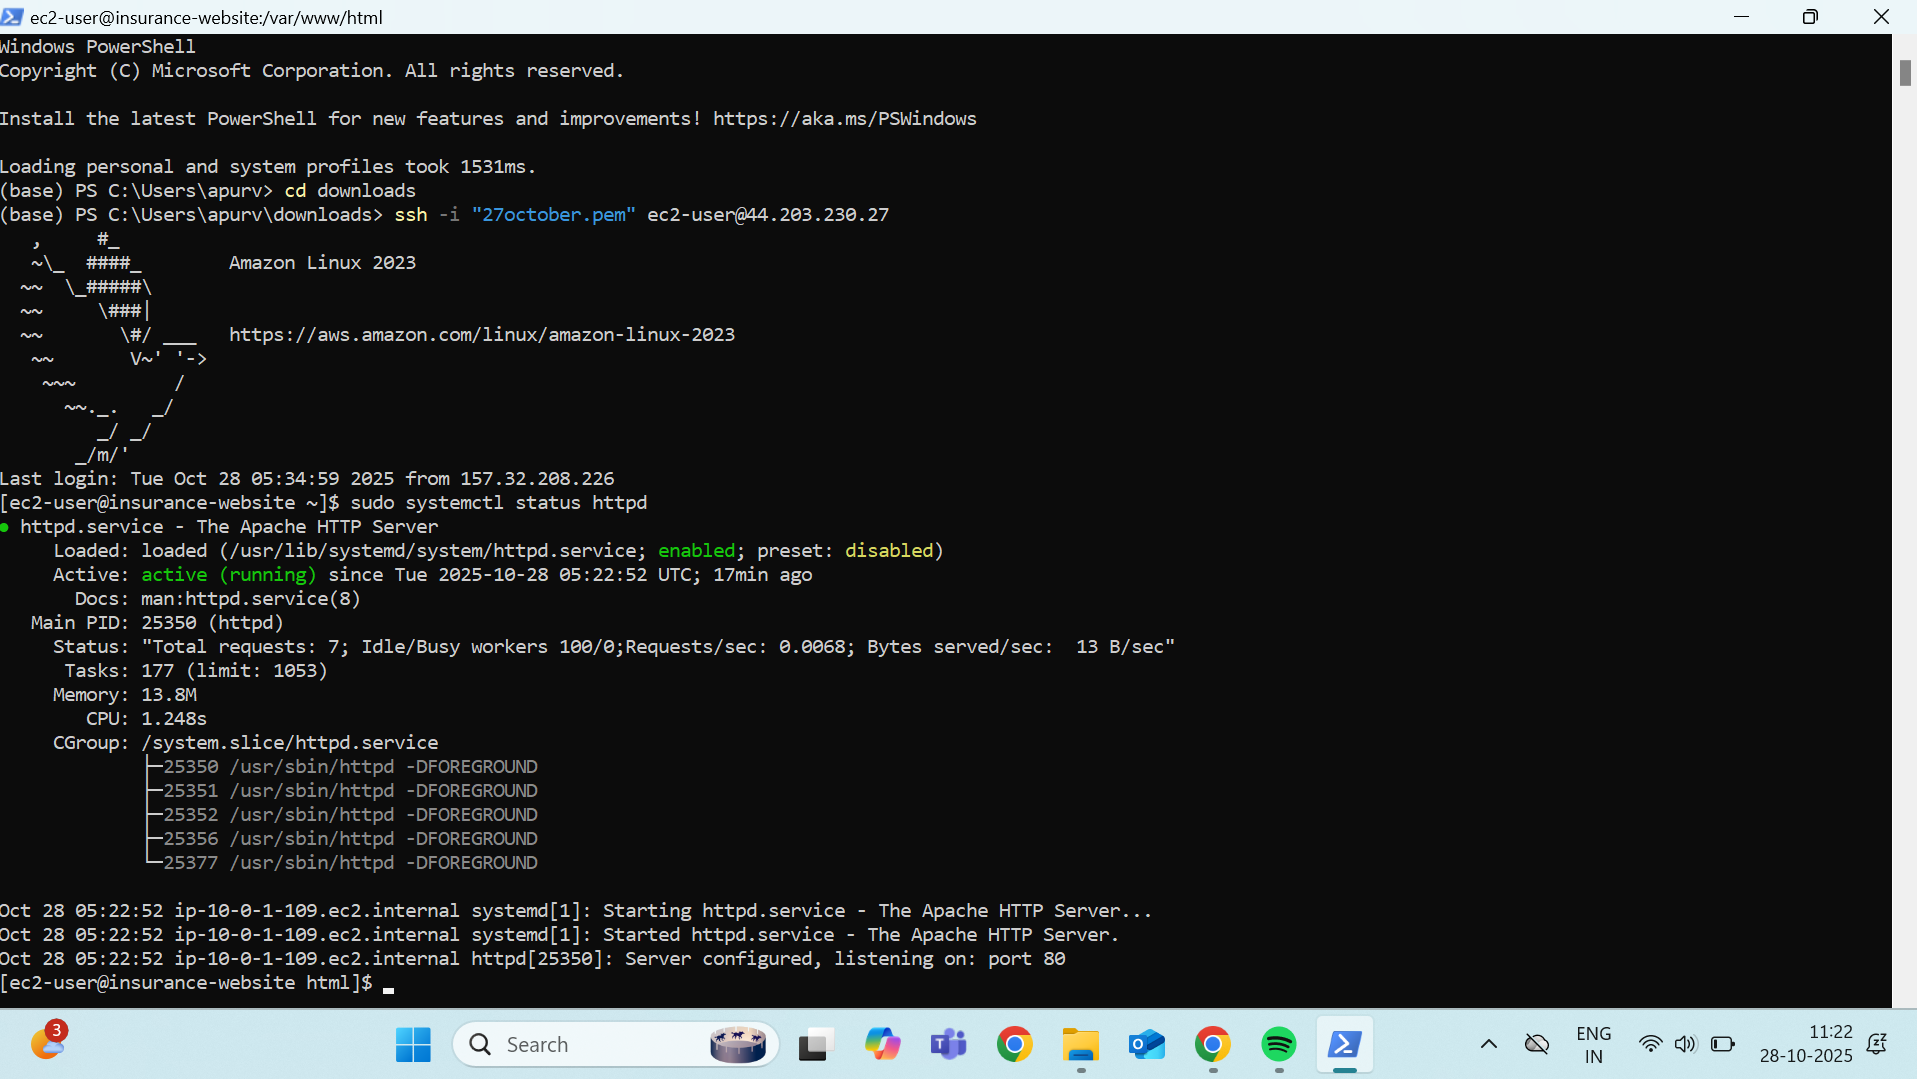 ec2-user@insurance-website:/var/www/html
Windows PowerShell
Copyright (C) Microsoft Corporation. All rights reserved.
Install the latest PowerShell for new features and improvements! https://aka.ms/PSWindows
Loading personal and system profiles took 1531ms.
(base) PS C:\Users\apurv> cd downloads
(base) PS C:\Users\apurv\downloads> ssh -i "27october.pem" ec2-user@44.203.230.27
   ,     #_
   ~\_  ####_        Amazon Linux 2023
  ~~  \_#####\
  ~~     \###|
  ~~       \#/ ___   https://aws.amazon.com/linux/amazon-linux-2023
   ~~       V~' '->
    ~~~         /
      ~~._.   _/
         _/ _/
       _/m/'
Last login: Tue Oct 28 05:34:59 2025 from 157.32.208.226
[ec2-user@insurance-website ~]$ sudo systemctl status httpd
● httpd.service - The Apache HTTP Server
     Loaded: loaded (/usr/lib/systemd/system/httpd.service; enabled; preset: disabled)
     Active: active (running) since Tue 2025-10-28 05:22:52 UTC; 17min ago
       Docs: man:httpd.service(8)
   Main PID: 25350 (httpd)
     Status: "Total requests: 7; Idle/Busy workers 100/0;Requests/sec: 0.0068; Bytes served/sec:  13 B/sec"
      Tasks: 177 (limit: 1053)
     Memory: 13.8M
        CPU: 1.248s
     CGroup: /system.slice/httpd.service
             ├─25350 /usr/sbin/httpd -DFOREGROUND
             ├─25351 /usr/sbin/httpd -DFOREGROUND
             ├─25352 /usr/sbin/httpd -DFOREGROUND
             ├─25356 /usr/sbin/httpd -DFOREGROUND
             └─25377 /usr/sbin/httpd -DFOREGROUND
Oct 28 05:22:52 ip-10-0-1-109.ec2.internal systemd[1]: Starting httpd.service - The Apache HTTP Server...
Oct 28 05:22:52 ip-10-0-1-109.ec2.internal systemd[1]: Started httpd.service - The Apache HTTP Server.
Oct 28 05:22:52 ip-10-0-1-109.ec2.internal httpd[25350]: Server configured, listening on: port 80
[ec2-user@insurance-website html]$
3
Search
ENG
IN
11:22
28-10-2025